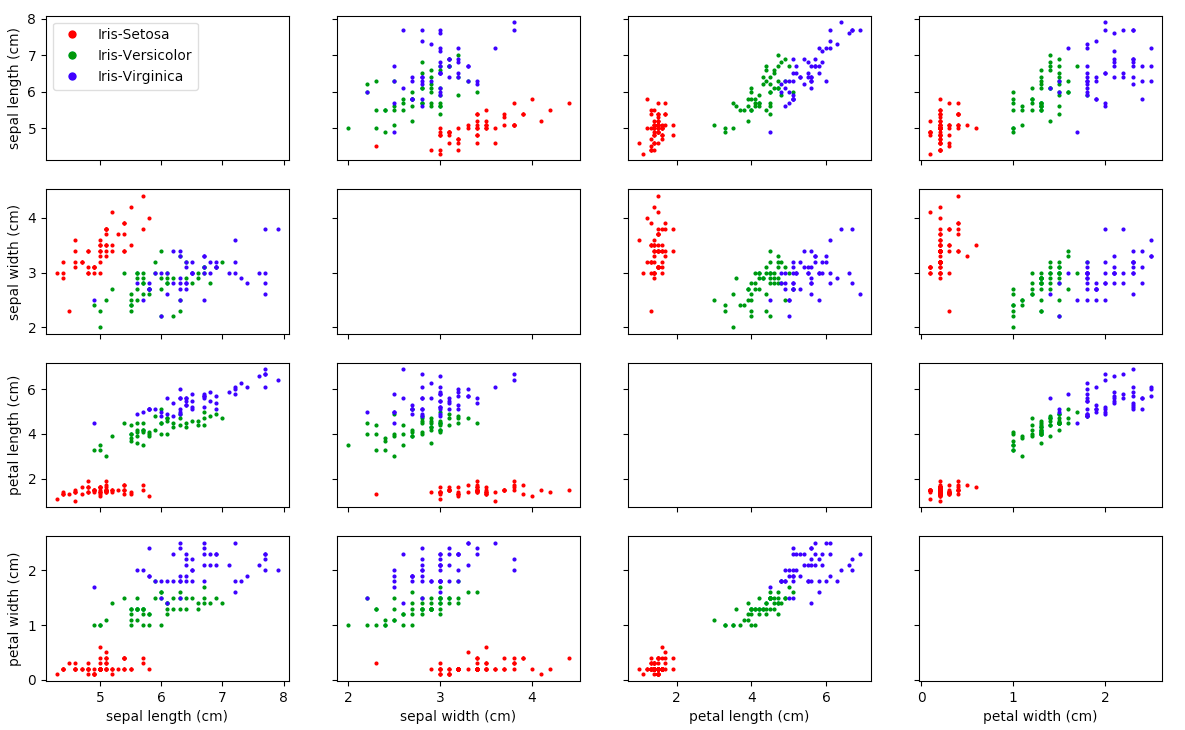 8
7
6
5
sepal length (cm)
Iris-Setosa
Iris-Versicolor
Iris-Virginica
4
3
2
sepal width (cm)
6
4
2
petal length (cm)
2
1
0
petal width (cm)
5 6 7 8
sepal length (cm)
2 3 4
sepal width (cm)
2 4 6
petal length (cm)
0 1 2
petal width (cm)